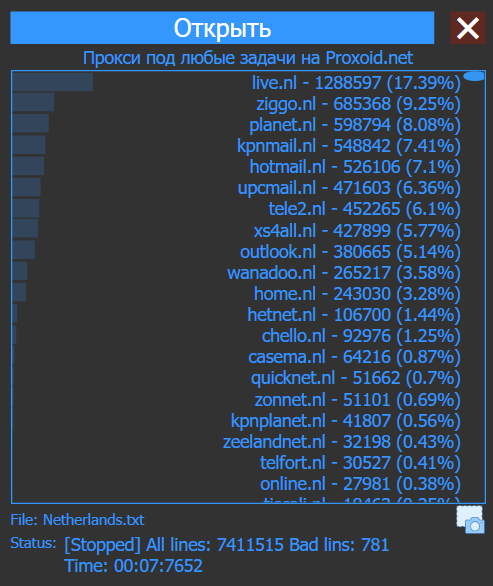 Открыть
Прокси под любые задачи на Proxoid.net
live.nl - 1288597 (17.39%)
ziggo.nl - 685368 (9.25%)
planet.nl - 598794 (8.08%)
kpnmail.nl - 548842 (7.41%)
hotmail.nl - 526106 (7.1%)
upcmail.nl - 471603 (6.36%)
tele2.nl - 452265 (6.1%)
xs4all.nl - 427899 (5.77%)
outlook.nl - 380665 (5.14%)
wanadoo.nl - 265217 (3.58%)
home.nl - 243030 (3.28%)
hetnet.nl - 106700 (1.44%)
chello.nl - 92976 (1.25%)
casema.nl - 64216 (0.87%)
quicknet.nl - 51662 (0.7%)
zonnet.nl - 51101 (0.69%)
kpnplanet.nl - 41807 (0.56%)
zeelandnet.nl - 32198 (0.43%)
telfort.nl - 30527 (0.41%)
online.nl - 27981 (0.38%)
File: Netherlands.txt
Status: [Stopped] All lines: 7411515 Bad lins: 781
Time: 00:07:7652